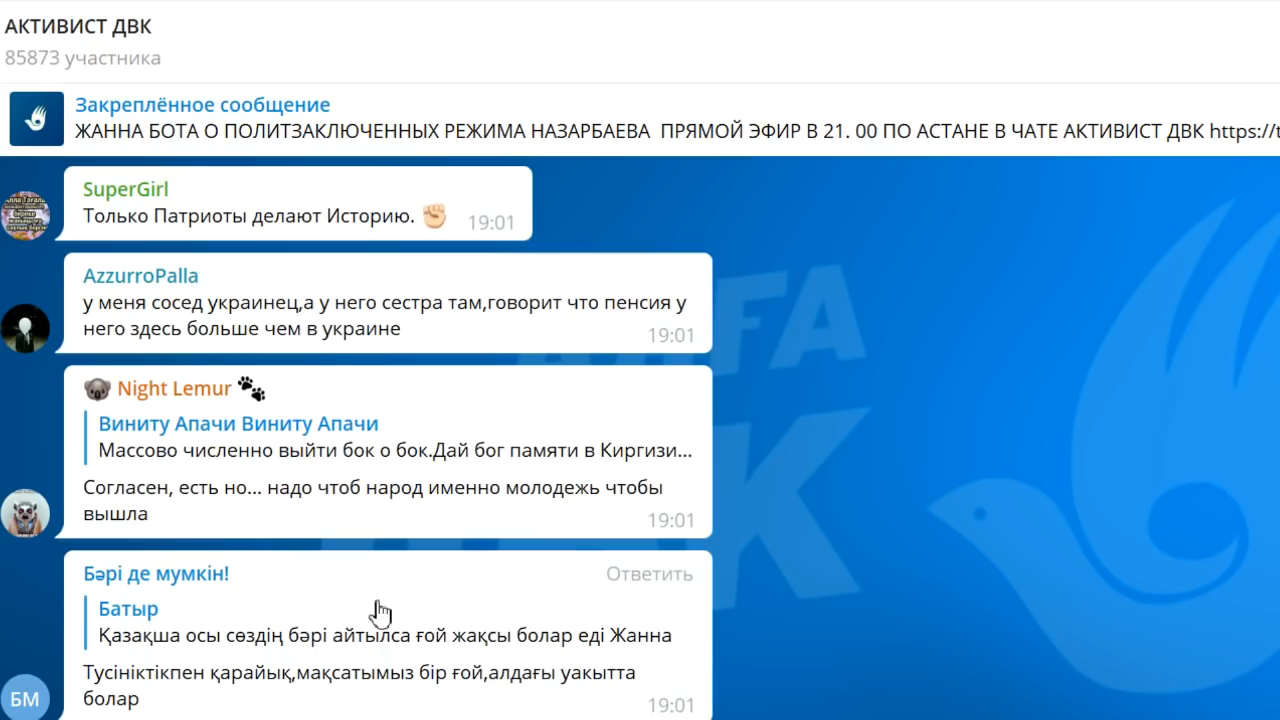 АКТИВИСТ ДВК
85873 участника
Закреплённое сообщение
ЖАННА БОТА О ПОЛИТЗАКЛЮЧЕННЫХ РЕЖИМА НАЗАРБАЕВА ПРЯМОЙ ЭФИР В 21. 00 ПО АСТАНЕ В ЧАТЕ АКТИВИСТ ДВК https://t
SuperGirl
Только Патриоты делают Историю. ✊🏻
19:01
AzzurroPalla
у меня сосед украинец,а у него сестра там,говорит что пенсия у
него здесь больше чем в украине
19:01
🐨 Night Lemur 🐾
Виниту Апачи Виниту Апачи
Массово численно выйти бок о бок.Дай бог памяти в Киргизи...
Согласен, есть но... надо чтоб народ именно молодежь чтобы
вышла
19:01
Бәрі де мумкін!
Ответить
Батыр
Қазақша осы сөздің бәрі айтылса ғой жақсы болар еді Жанна
Түсініктікпен қарайық,мақсатымыз бір ғой,алдағы уакытта
болар
19:01
БМ